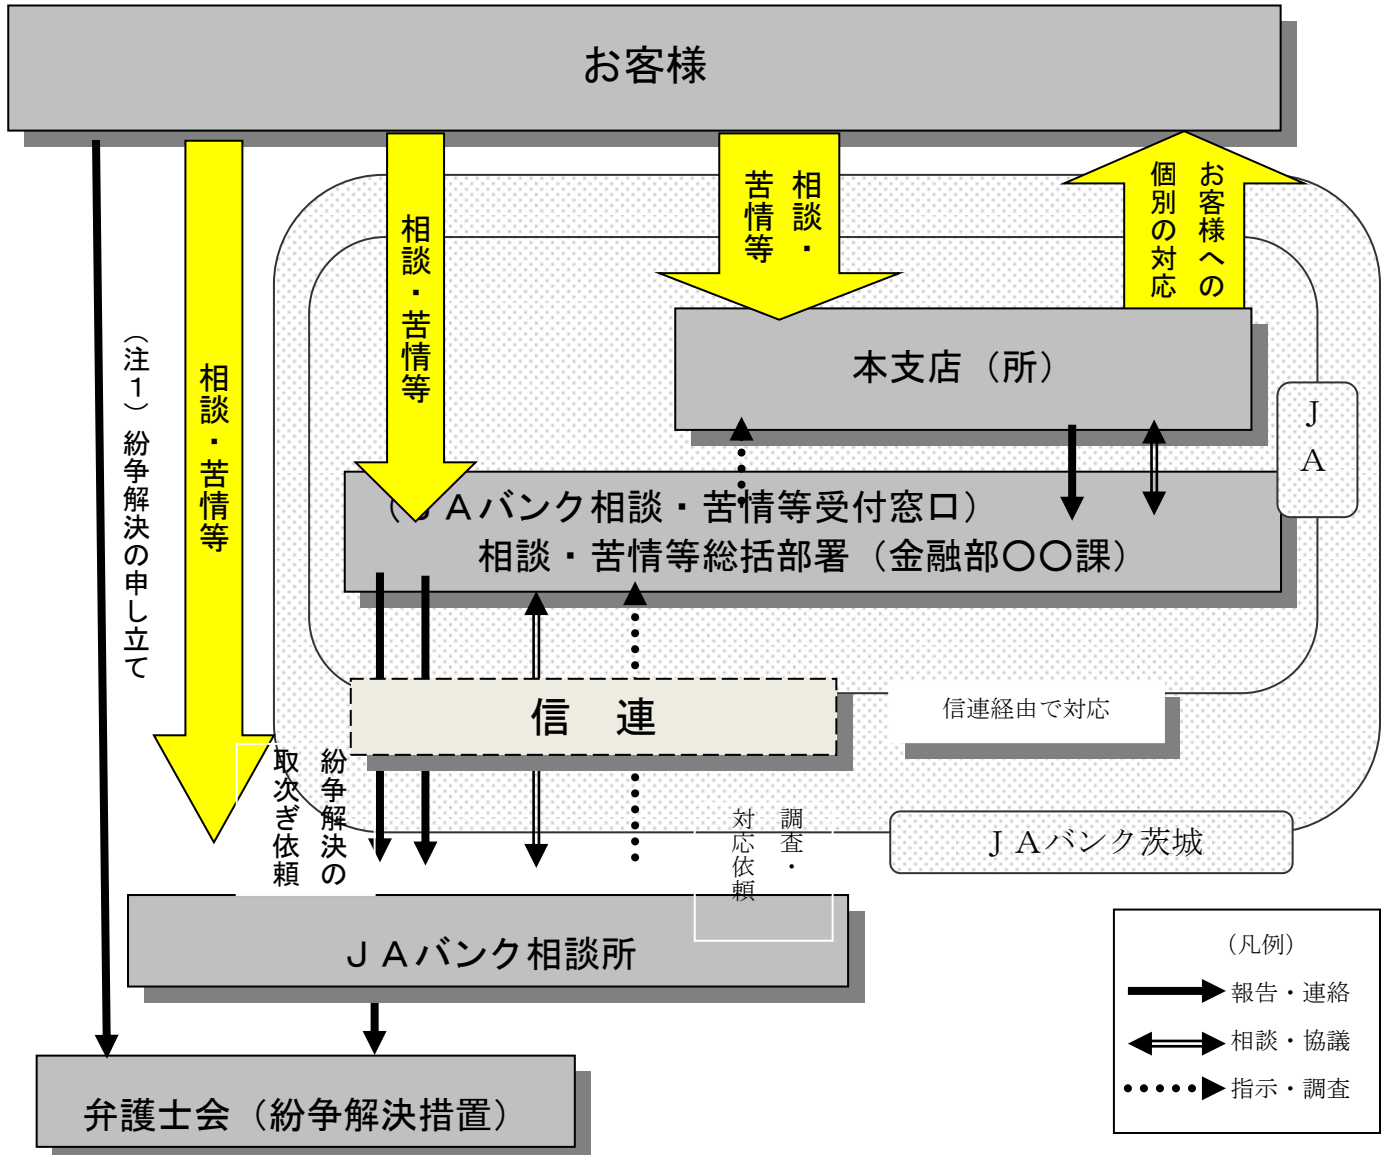 お客様
(注1)紛争解決の申し立て
相談・苦情等
相談・苦情等
相談・
苦情等
お客様への
個別の対応
本支店(所)
JA
(JAバンク相談・苦情等受付窓口)
相談・苦情等総括部署(金融部〇〇課)
信 連
信連経由で対応
紛争解決の
取次ぎ依頼
調査・
対応依頼
JAバンク茨城
JAバンク相談所
弁護士会(紛争解決措置)
(凡例)
報告・連絡
相談・協議
指示・調査